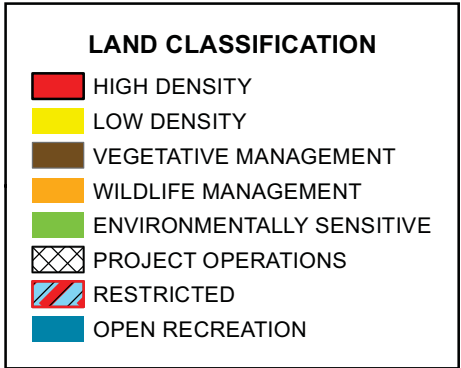 LAND CLASSIFICATION
HIGH DENSITY
LOW DENSITY
VEGETATIVE MANAGEMENT
WILDLIFE MANAGEMENT
ENVIRONMENTALLY SENSITIVE
PROJECT OPERATIONS
RESTRICTED
OPEN RECREATION